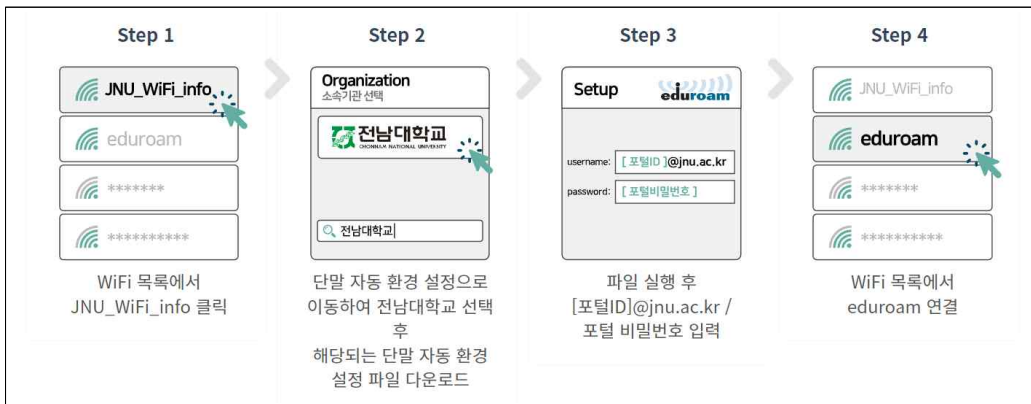 Step 1
JNU_WiFi_info
eduroam
*******
**********
WiFi 목록에서
JNU_WiFi_info 클릭
Step 2
Organization
소속기관 선택
전남대학교
CHONNAM NATIONAL UNIVERSITY
전남대학교
단말 자동 환경 설정으로
이동하여 전남대학교 선택
후
해당되는 단말 자동 환경
설정 파일 다운로드
Step 3
Setup
eduroam
username: [ 포털ID ]@jnu.ac.kr
password: [ 포털비밀번호 ]
파일 실행 후
[포털ID]@jnu.ac.kr /
포털 비밀번호 입력
Step 4
JNU_WiFi_info
eduroam
*******
**********
WiFi 목록에서
eduroam 연결